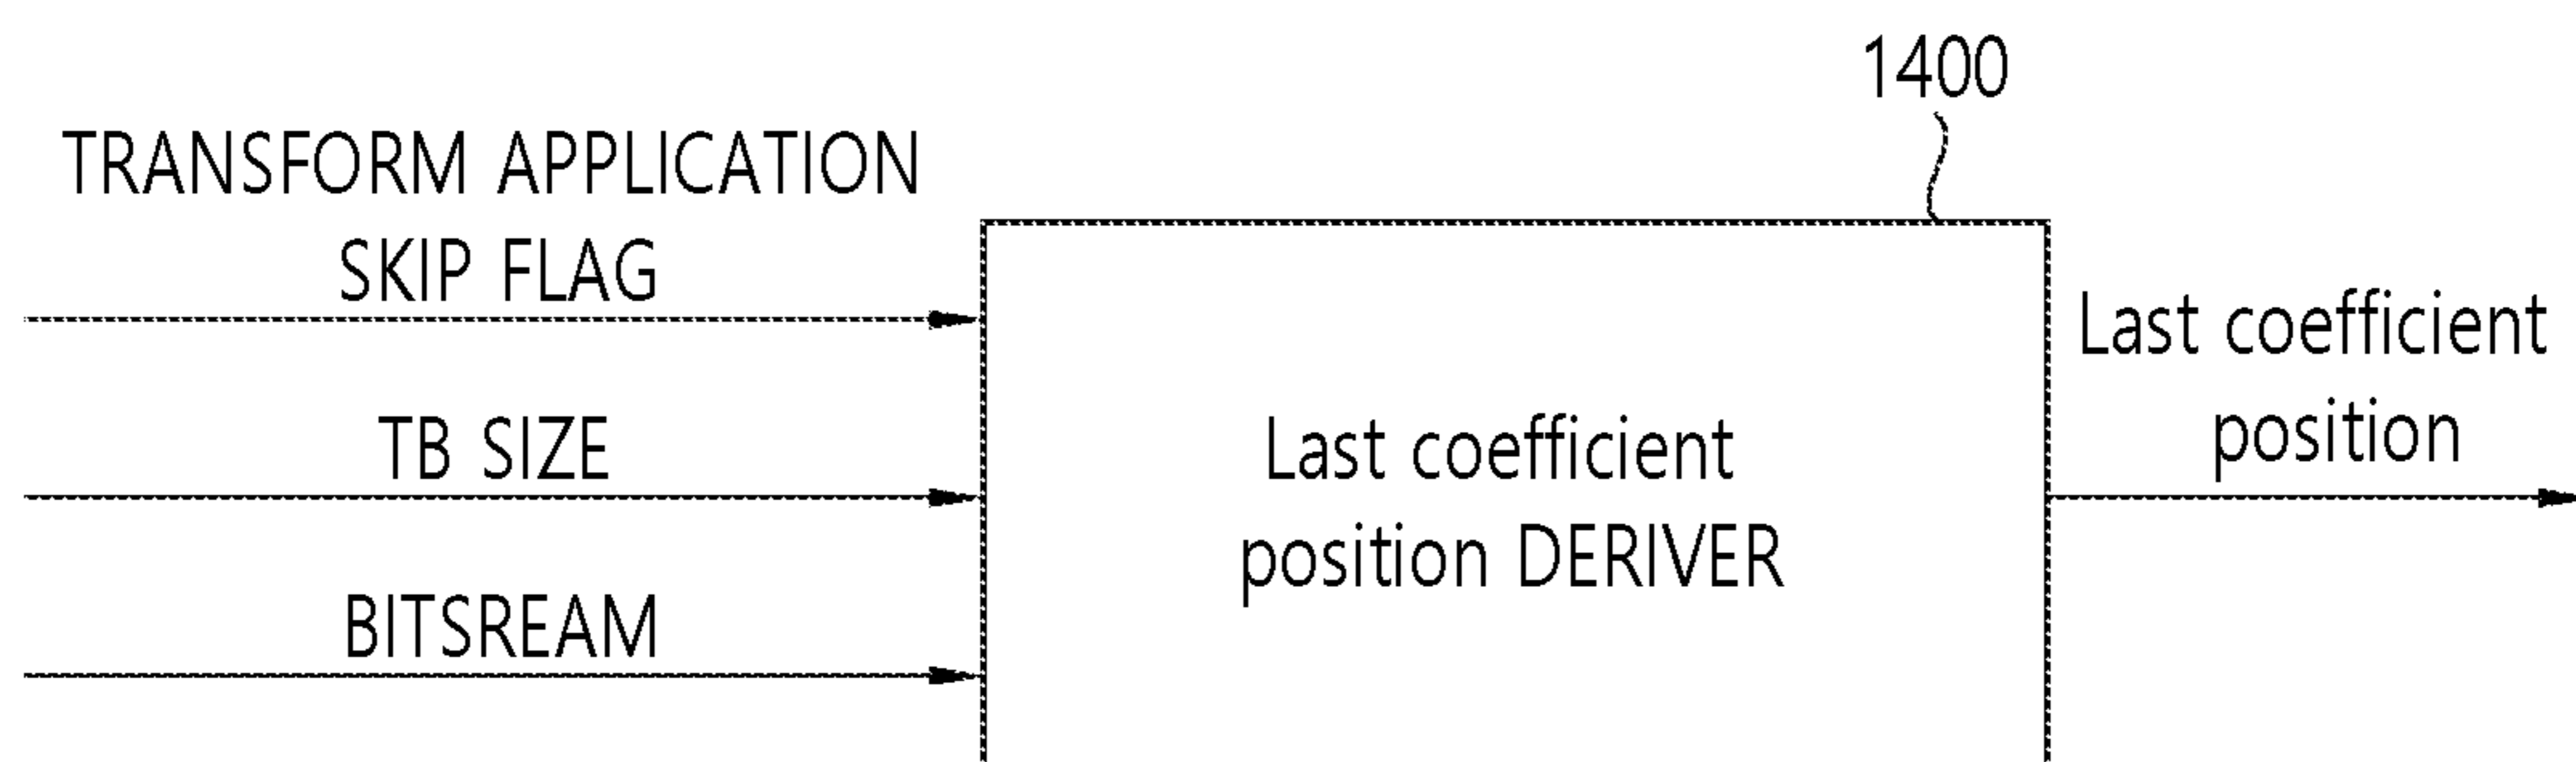 1400
TRANSFORM APPLICATION
SKIP FLAG
TB SIZE
BITSREAM
Last coefficient
position DERIVER
Last coefficient
position